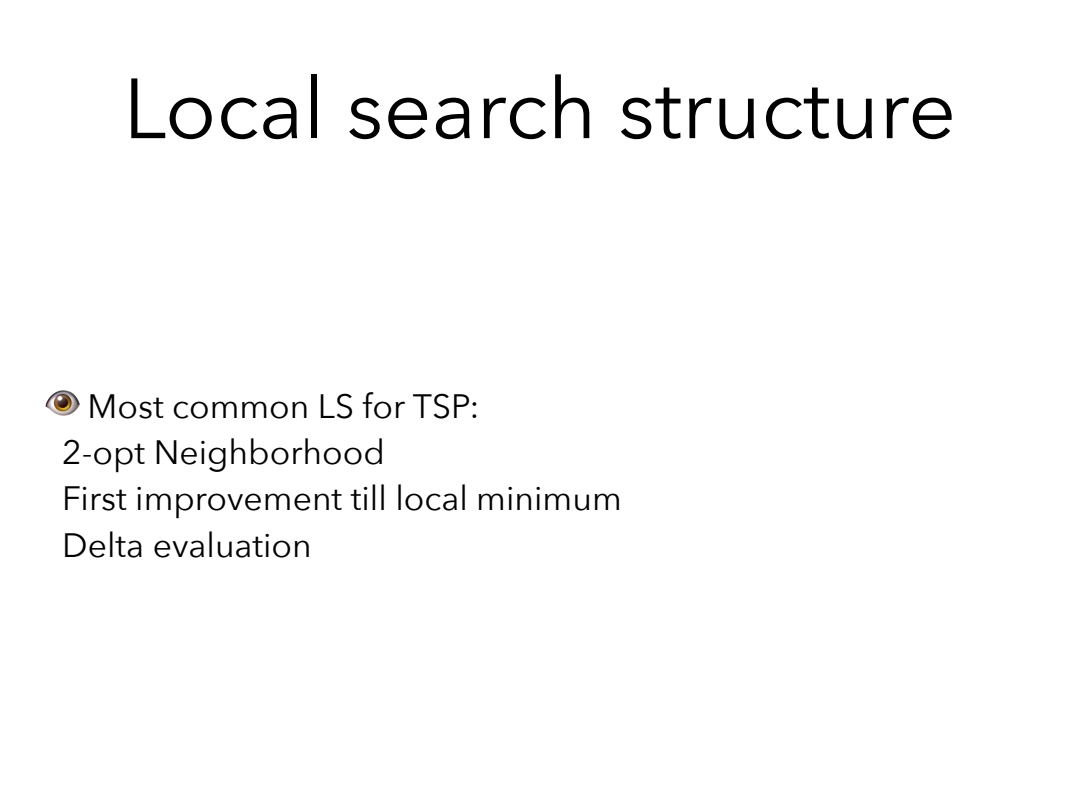 Local search structure
👁 Most common LS for TSP:
2-opt Neighborhood
First improvement till local minimum
Delta evaluation